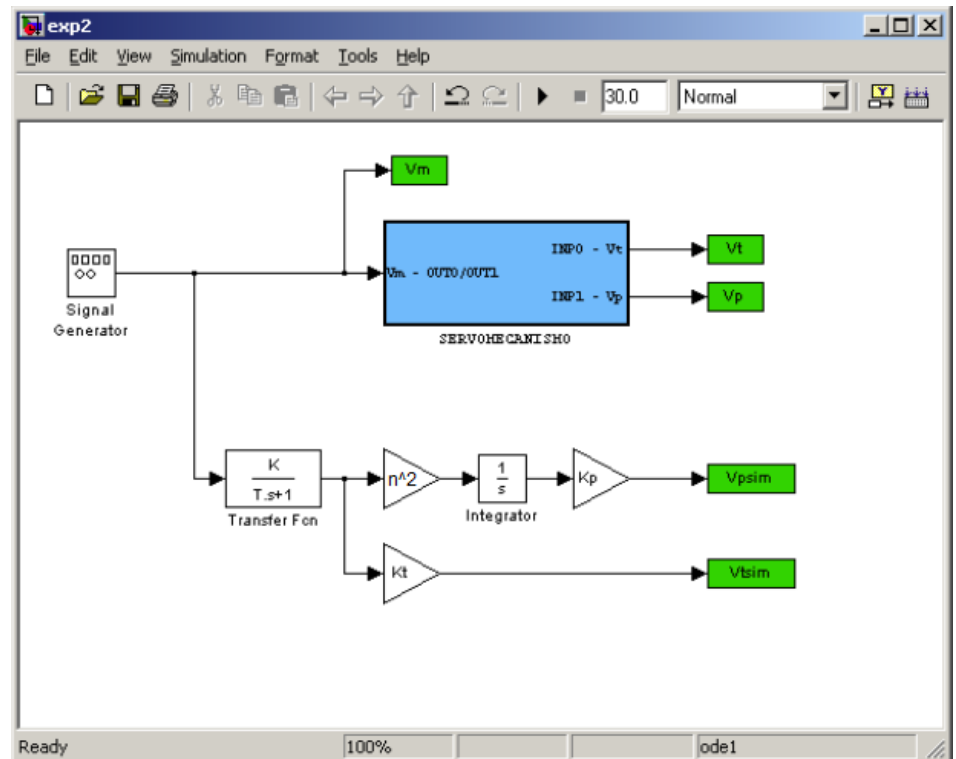 exp2
File Edit View Simulation Format Tools Help
30.0 Normal
Vm
INP0 - Vt
Vt
Vm - OUT0/OUT1
INP1 - Vp
Vp
SERVOMECANISMO
Signal
Generator
K
T.s+1
Transfer Fcn
n^2
1
s
Integrator
Kp
Vpsim
Kt
Vtsim
Ready 100% ode1